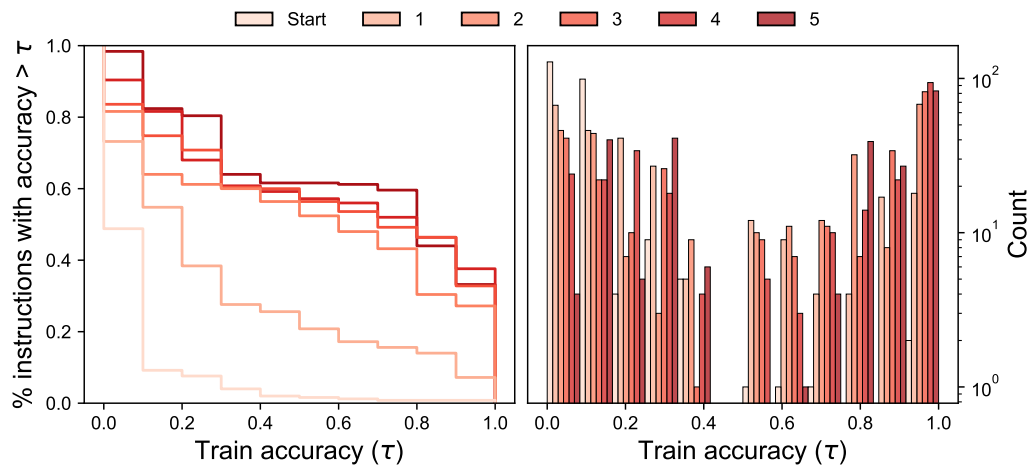 Start 1 2 3 4 5
% instructions with accuracy > τ
1.0
0.8
0.6
0.4
0.2
0.0
0.0 0.2 0.4 0.6 0.8 1.0
Train accuracy (τ)
0.0 0.2 0.4 0.6 0.8 1.0
Train accuracy (τ)
10²
10¹
10⁰
Count